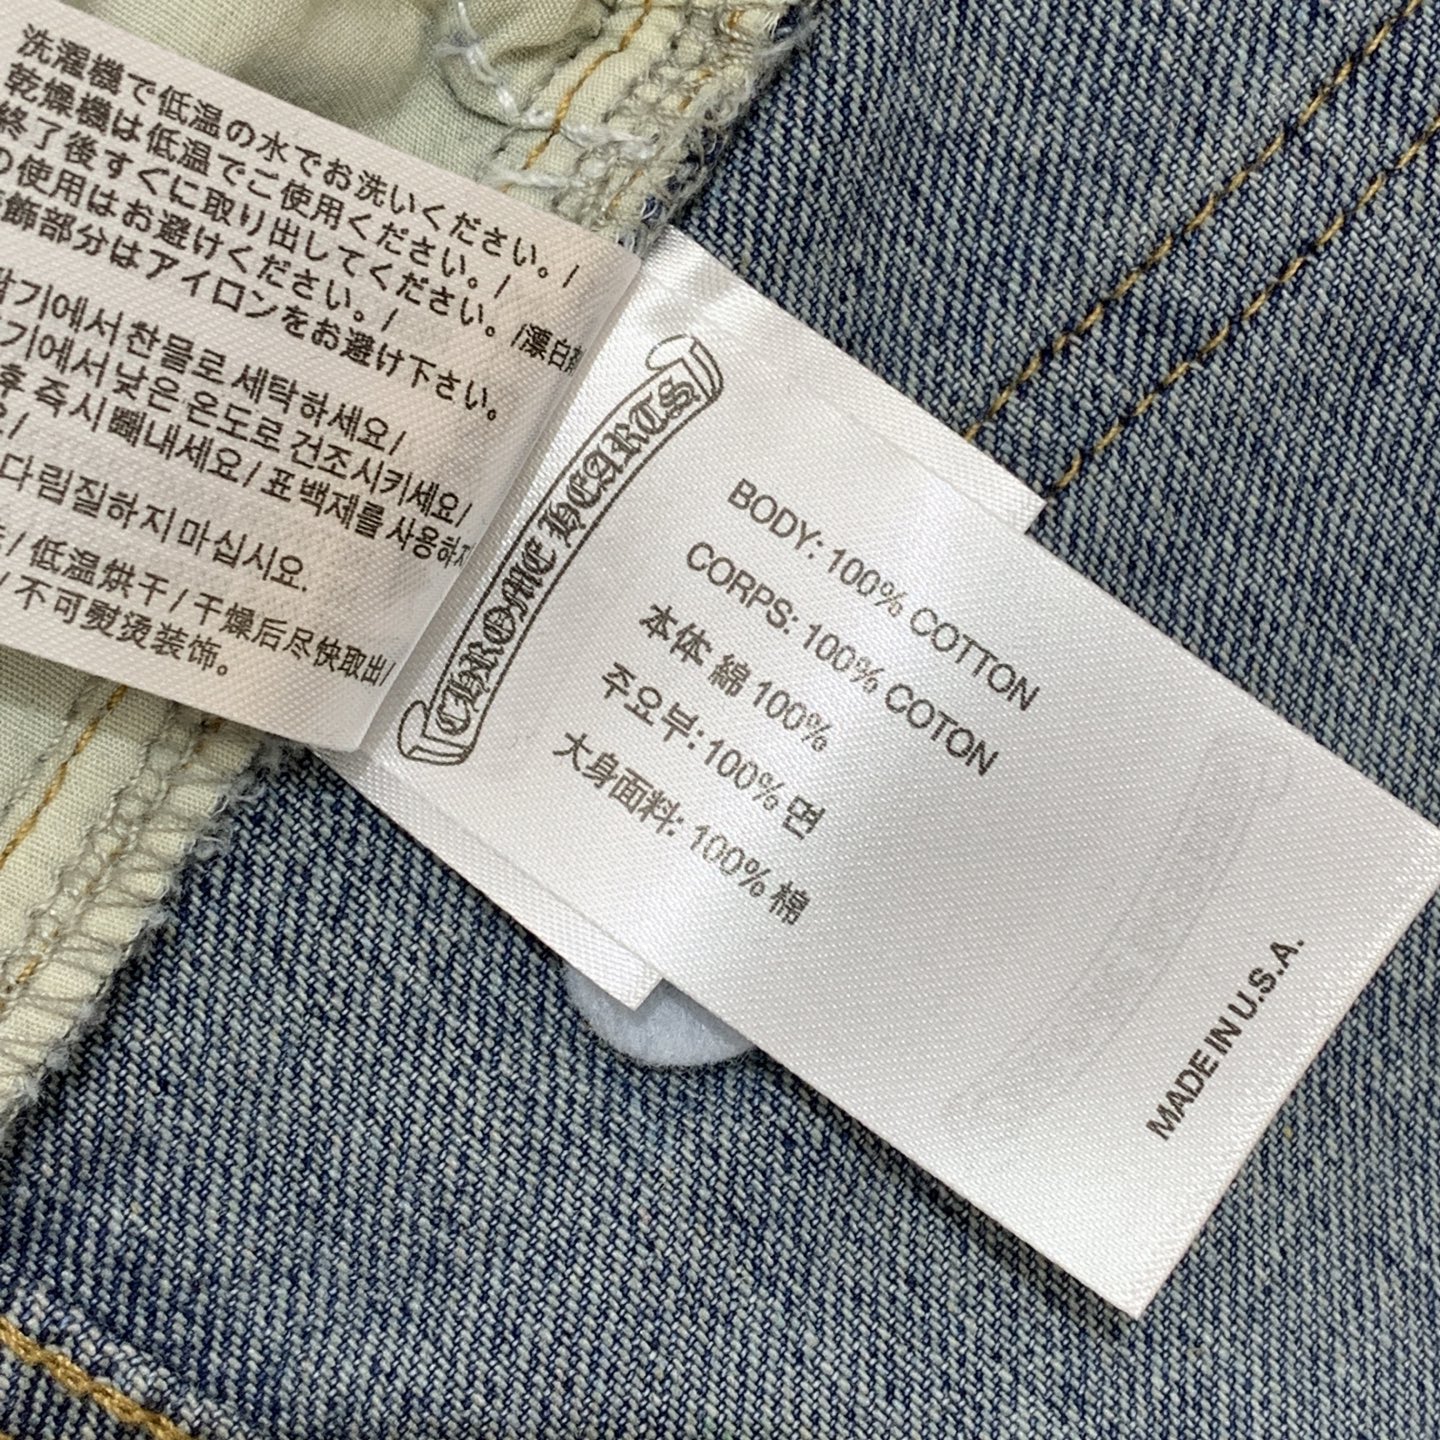 洗濯機で低温の水でお洗いください。/
乾燥機は低温でご使用ください。/
終了後すぐに取り出してください。/漂白
の使用はお避けください。/
飾部分はアイロンをお避け下さい。
기에서 찬물로 세탁하세요/
기에서 낮은 온도로 건조시키세요/
후 즉시 빼내세요/ 표백제를 사용하지
/
다림질하지 마십시오.
/ 低温烘干 / 干燥后尽快取出/
/ 不可熨烫装饰。
CHROME HEARTS
BODY: 100% COTTON
CORPS: 100% COTON
本体 綿 100%
주요부: 100% 면
大身面料: 100% 棉
MADE IN U.S.A.